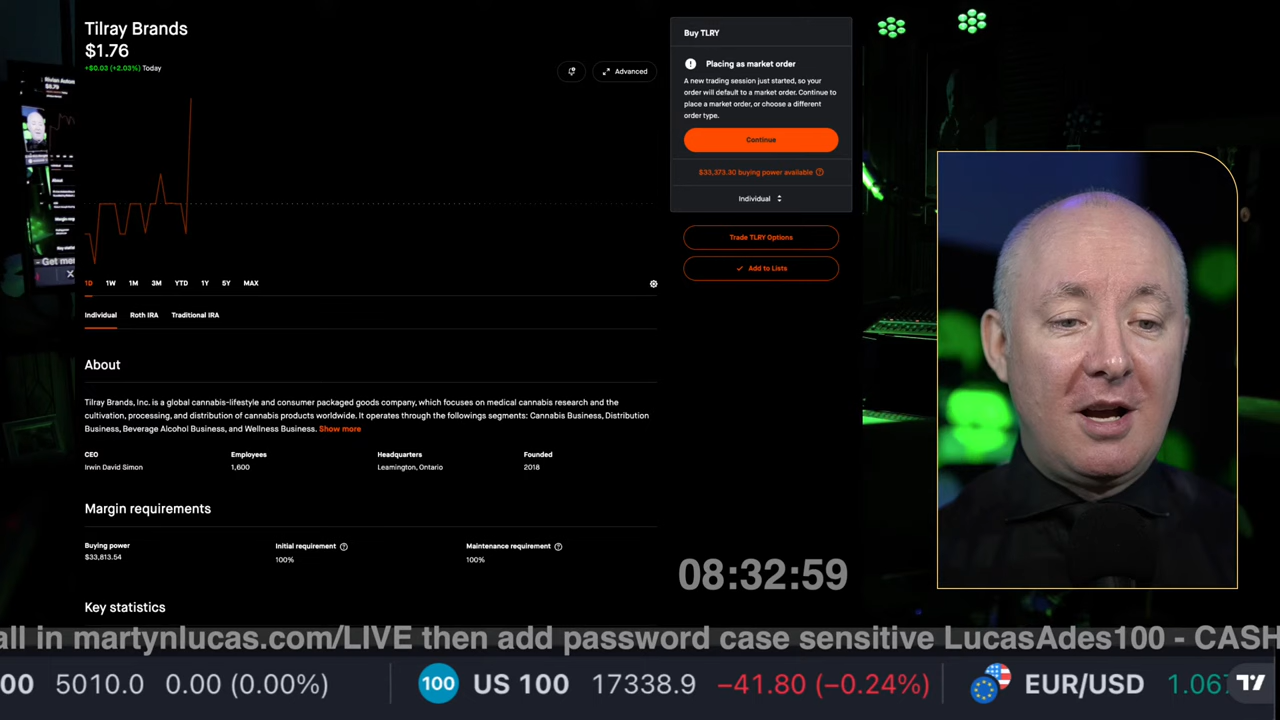 Tilray Brands
$1.76
+$0.03 (+2.03%) Today
Advanced
1D 1W 1M 3M YTD 1Y 5Y MAX
Individual Roth IRA Traditional IRA
About
Tilray Brands, Inc. is a global cannabis-lifestyle and consumer packaged goods company, which focuses on medical cannabis research and the
cultivation, processing, and distribution of cannabis products worldwide. It operates through the followings segments: Cannabis Business, Distribution
Business, Beverage Alcohol Business, and Wellness Business. Show more
CEO Employees Headquarters Founded
Irwin David Simon 1,600 Leamington, Ontario 2018
Margin requirements
Buying power Initial requirement Maintenance requirement
$33,813.54 100% 100%
Key statistics
Buy TLRY
Placing as market order
A new trading session just started, so your
order will default to a market order. Continue to
place a market order, or choose a different
order type.
Continue
$33,373.30 buying power available
Individual
Trade TLRY Options
Add to Lists
08:32:59
all in martynlucas.com/LIVE then add password case sensitive LucasAdes100 - CASH
00 5010.0 0.00 (0.00%) 100 US 100 17338.9 −41.80 (−0.24%) EUR/USD 1.067